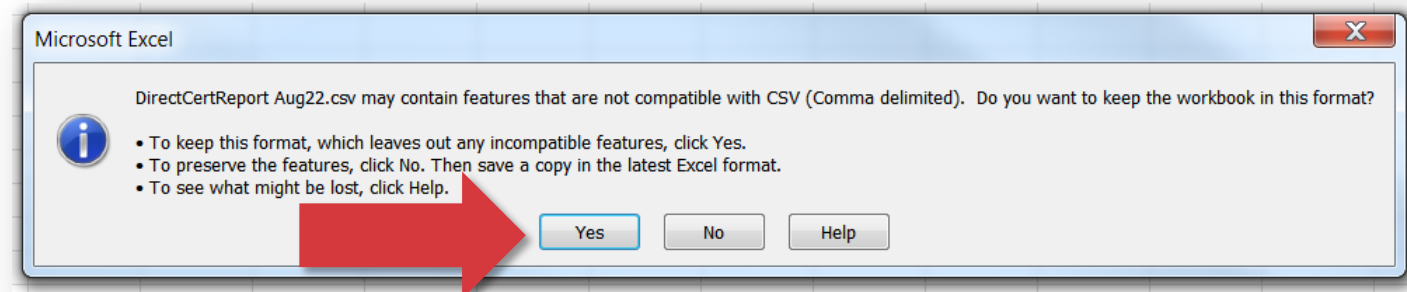 Microsoft Excel
DirectCertReport Aug22.csv may contain features that are not compatible with CSV (Comma delimited).  Do you want to keep the workbook in this format?
• To keep this format, which leaves out any incompatible features, click Yes.
• To preserve the features, click No. Then save a copy in the latest Excel format.
• To see what might be lost, click Help.
Yes No Help